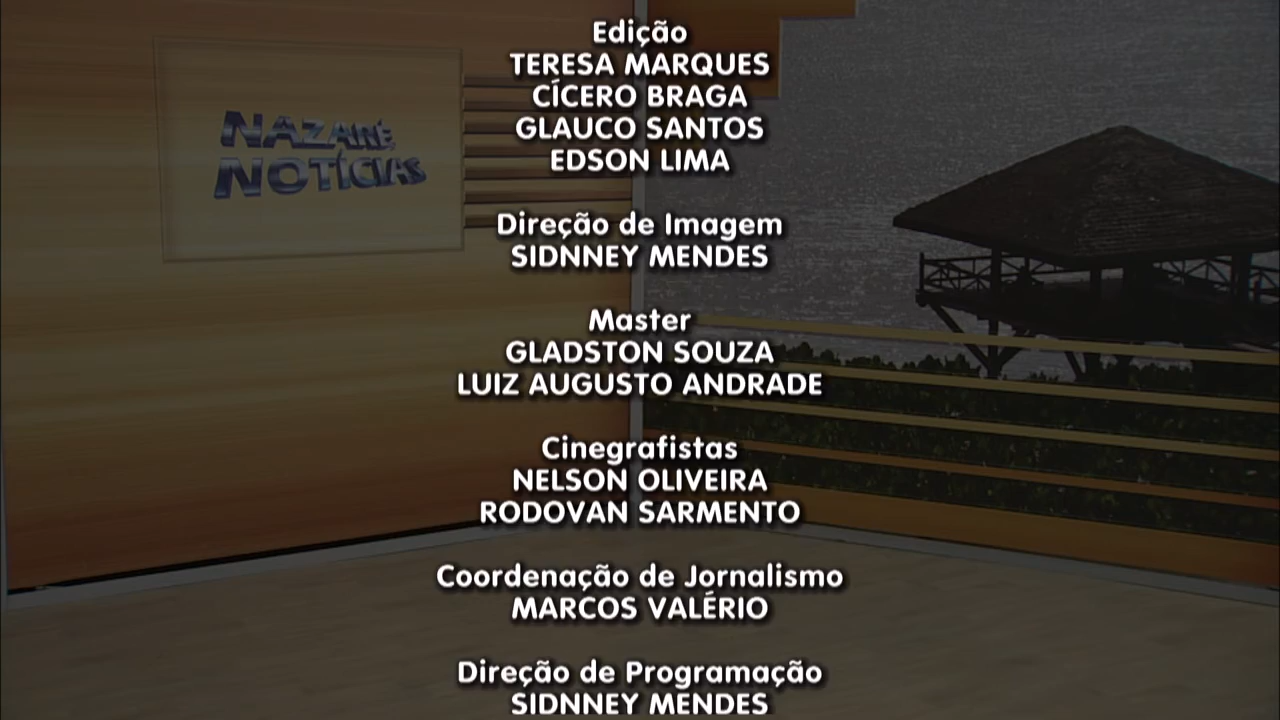 NAZARÉ
NOTÍCIAS
Edição
TERESA MARQUES
CÍCERO BRAGA
GLAUCO SANTOS
EDSON LIMA
Direção de Imagem
SIDNNEY MENDES
Master
GLADSTON SOUZA
LUIZ AUGUSTO ANDRADE
Cinegrafistas
NELSON OLIVEIRA
RODOVAN SARMENTO
Coordenação de Jornalismo
MARCOS VALÉRIO
Direção de Programação
SIDNNEY MENDES